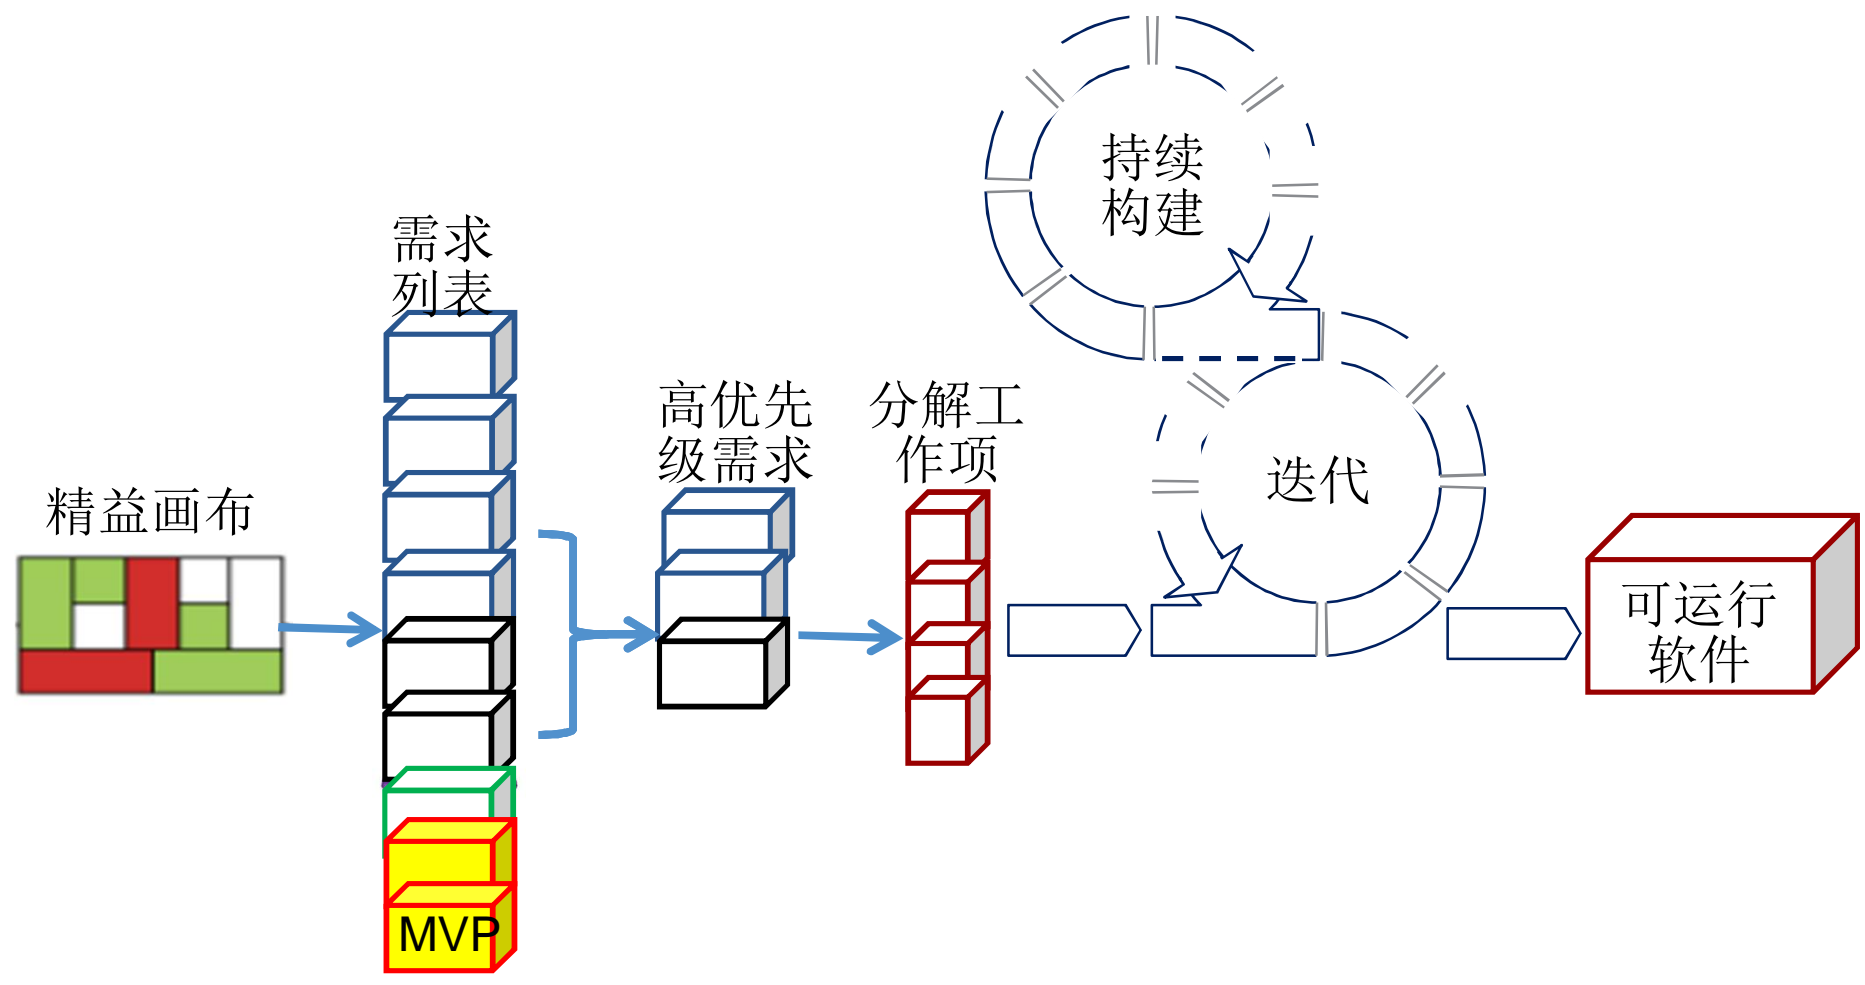 精益画布
需求
列表
MVP
高优先
级需求
分解工
作项
持续
构建
迭代
可运行
软件